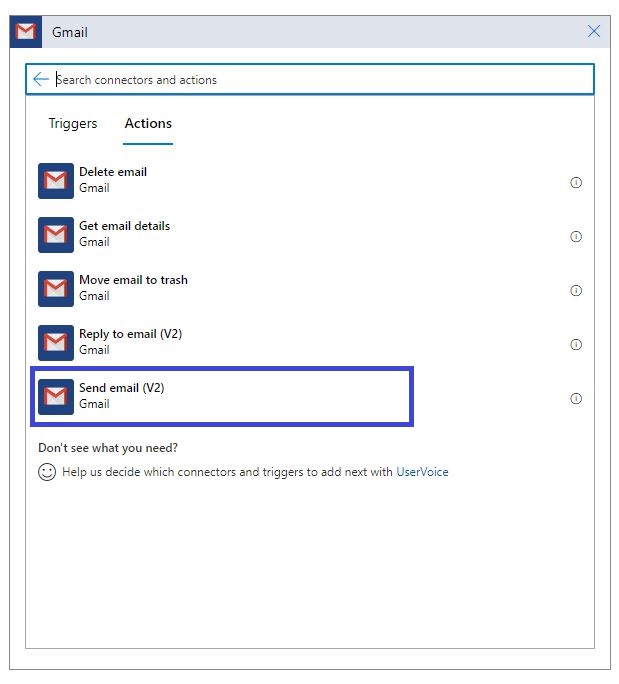 Gmail
Search connectors and actions
Triggers Actions
Delete email
Gmail
Get email details
Gmail
Move email to trash
Gmail
Reply to email (V2)
Gmail
Send email (V2)
Gmail
Don't see what you need?
Help us decide which connectors and triggers to add next with UserVoice